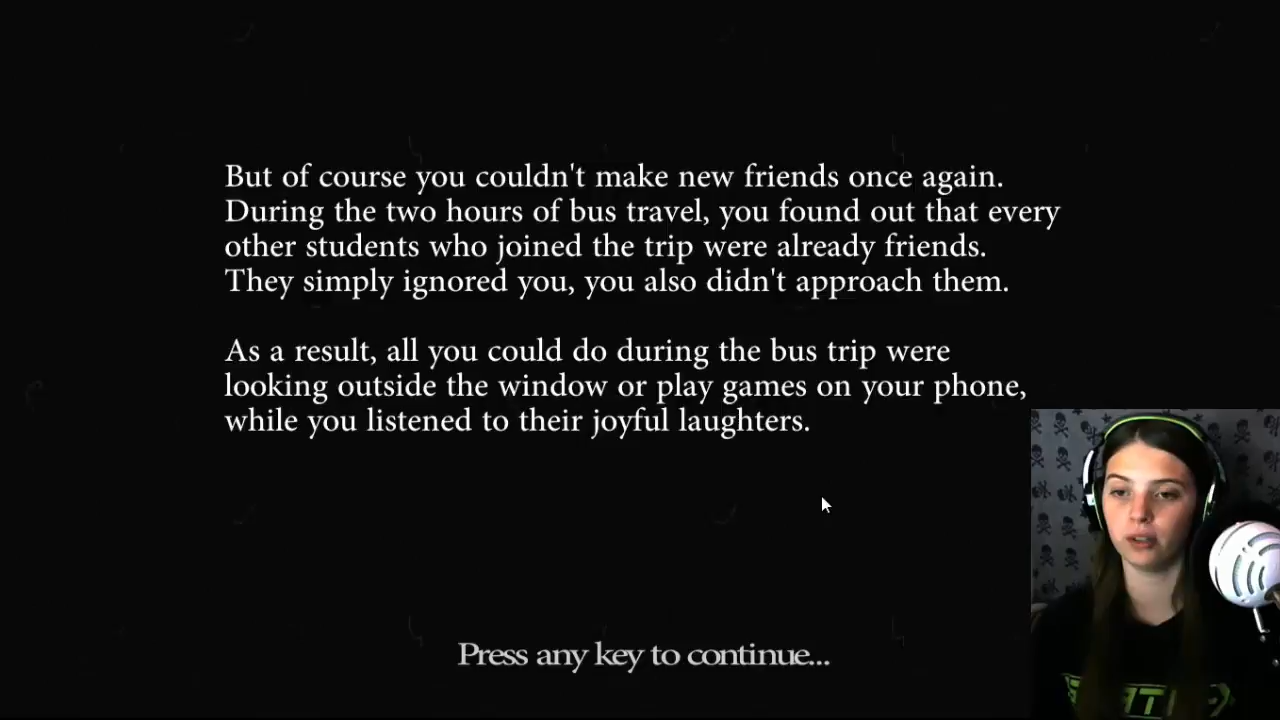 But of course you couldn't make new friends once again.
During the two hours of bus travel, you found out that every
other students who joined the trip were already friends.
They simply ignored you, you also didn't approach them.
As a result, all you could do during the bus trip were
looking outside the window or play games on your phone,
while you listened to their joyful laughters.
Press any key to continue...